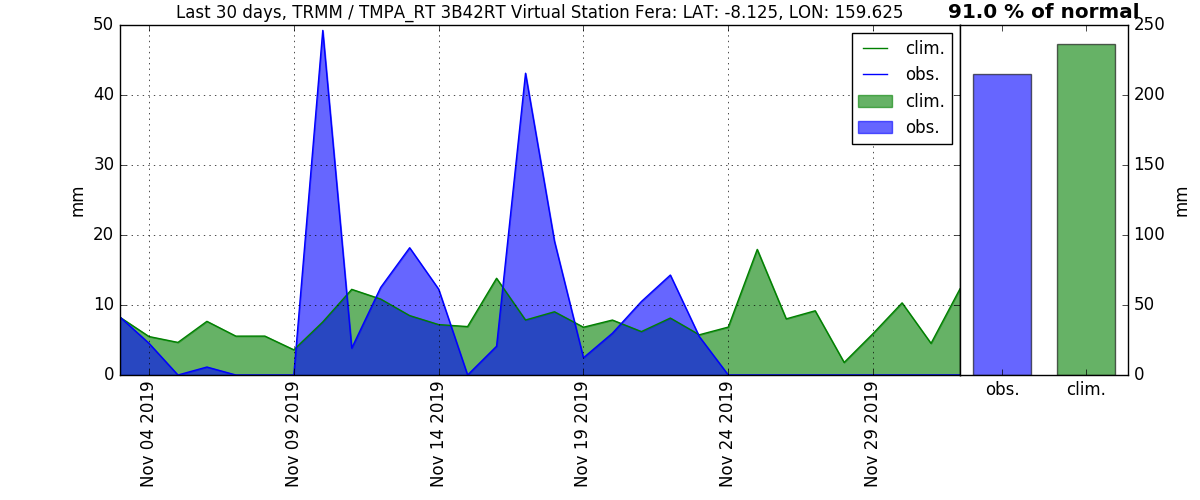 Last 30 days, TRMM / TMPA_RT 3B42RT Virtual Station Fera: LAT: -8.125, LON: 159.625
91.0 % of normal
50
40
30
20
10
0
mm
clim.
obs.
clim.
obs.
Nov 04 2019
Nov 09 2019
Nov 14 2019
Nov 19 2019
Nov 24 2019
Nov 29 2019
250
200
150
100
50
0
mm
obs.
clim.